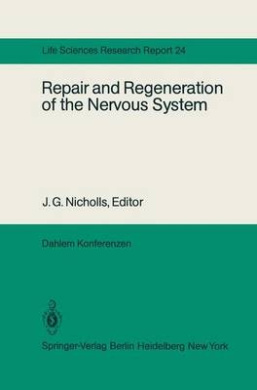 Life Sciences Research Report 24
Repair and Regeneration
of the Nervous System
J. G. Nicholls, Editor
Dahlem Konferenzen
Springer-Verlag Berlin Heidelberg New York